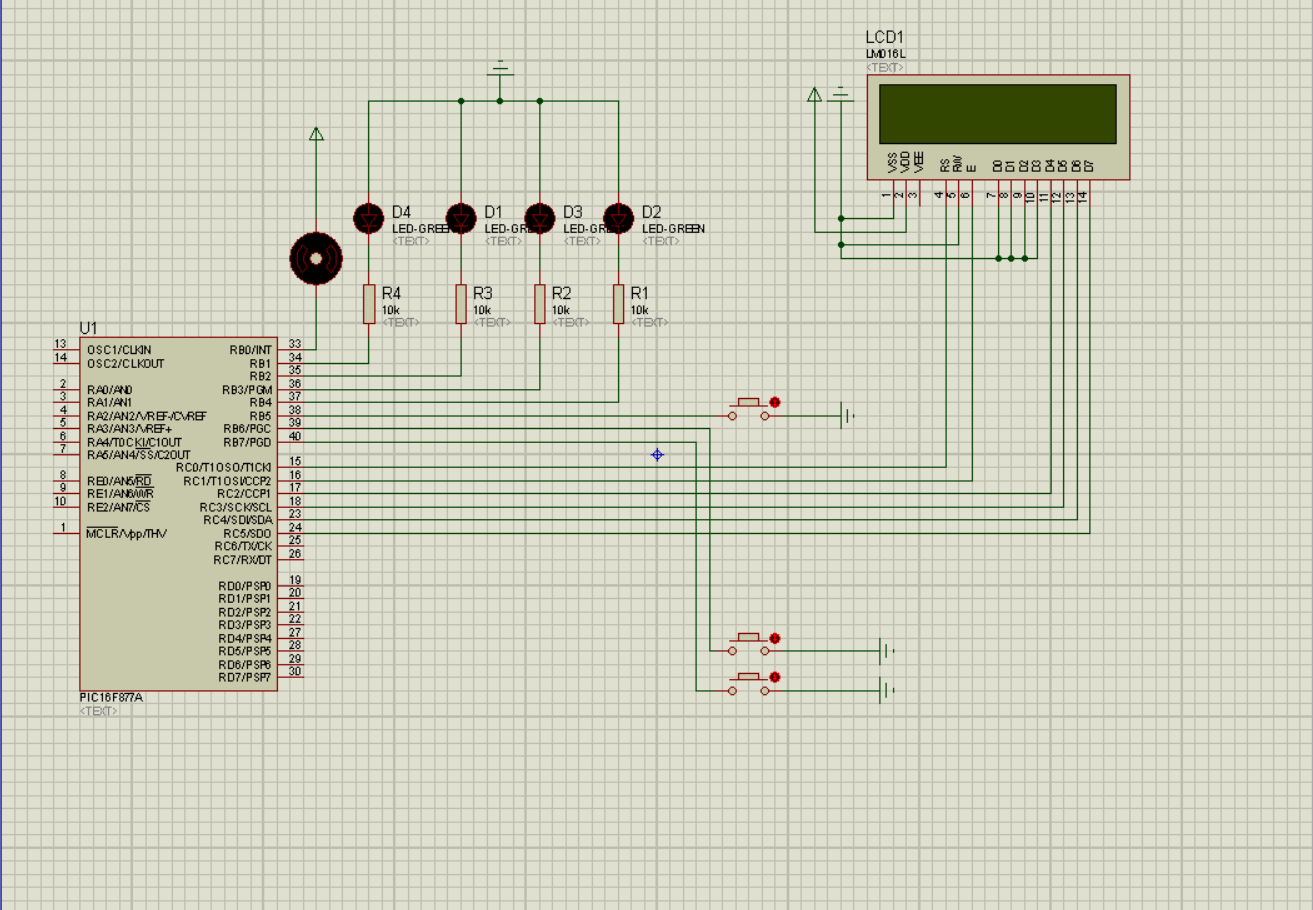 LCD1
LM016L
<TEXT>
VSS
VDD
VEE
RS
RW
E
D0
D1
D2
D3
D4
D5
D6
D7
1
2
3
4
5
6
7
8
9
10
11
12
13
14
D4
LED-GREEN
<TEXT>
D1
LED-GREEN
<TEXT>
D3
LED-GREEN
<TEXT>
D2
LED-GREEN
<TEXT>
R4
10k
<TEXT>
R3
10k
<TEXT>
R2
10k
<TEXT>
R1
10k
<TEXT>
U1
13 OSC1/CLKIN RB0/INT 33
14 OSC2/CLKOUT RB1 34
RB2 35
2 RA0/AN0 RB3/PGM 36
3 RA1/AN1 RB4 37
4 RA2/AN2/VREF-/CVREF RB5 38
5 RA3/AN3/VREF+ RB6/PGC 39
6 RA4/T0CKI/C1OUT RB7/PGD 40
7 RA5/AN4/SS/C2OUT
RC0/T1OSO/T1CKI 15
8 RE0/AN5/RD RC1/T1OSI/CCP2 16
9 RE1/AN6/WR RC2/CCP1 17
10 RE2/AN7/CS RC3/SCK/SCL 18
RC4/SDI/SDA 23
1 MCLR/Vpp/THV RC5/SDO 24
RC6/TX/CK 25
RC7/RX/DT 26
RD0/PSP0 19
RD1/PSP1 20
RD2/PSP2 21
RD3/PSP3 22
RD4/PSP4 27
RD5/PSP5 28
RD6/PSP6 29
RD7/PSP7 30
PIC16F877A
<TEXT>